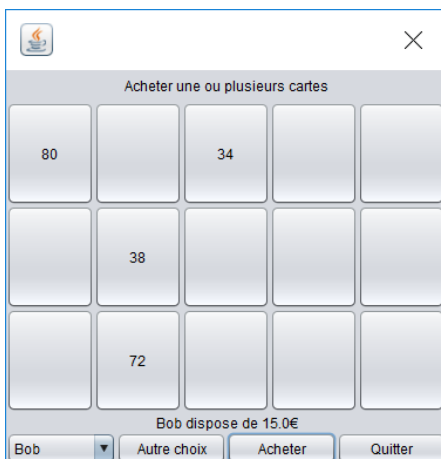 Acheter une ou plusieurs cartes
80 34
38
72
Bob dispose de 15.0€
Bob Autre choix Acheter Quitter